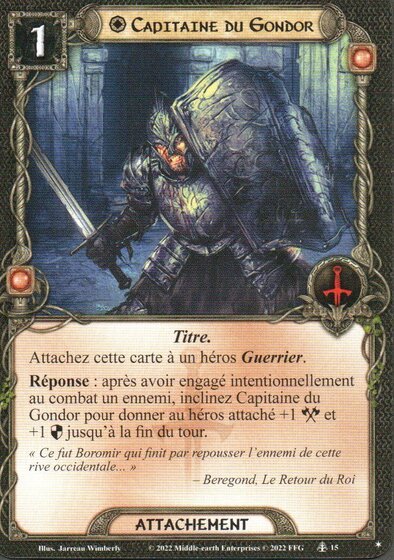 1
CAPITAINE DU GONDOR
Titre.
Attachez cette carte à un héros Guerrier.
Réponse : après avoir engagé intentionnellement
au combat un ennemi, inclinez Capitaine du
Gondor pour donner au héros attaché +1 et
+1 jusqu'à la fin du tour.
« Ce fut Boromir qui finit par repousser l'ennemi de cette
rive occidentale... »
– Beregond, Le Retour du Roi
ATTACHEMENT
Illus. Jarreau Wimberly © 2022 Middle-earth Enterprises © 2022 FFG 15